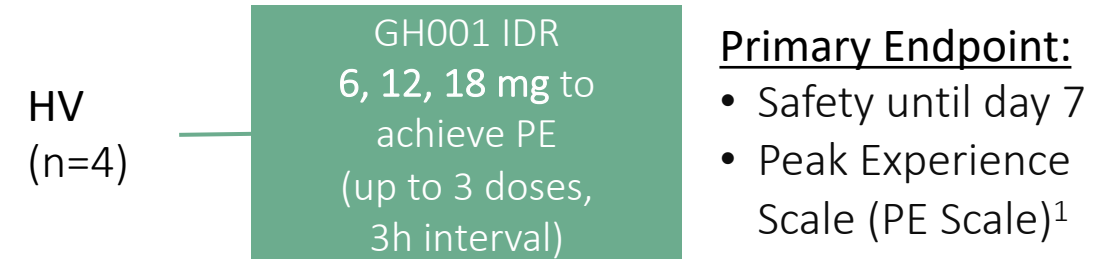 HV
(n=4)
GH001 IDR
6, 12, 18 mg to
achieve PE
(up to 3 doses,
3h interval)
Primary Endpoint:
• Safety until day 7
• Peak Experience
Scale (PE Scale)¹